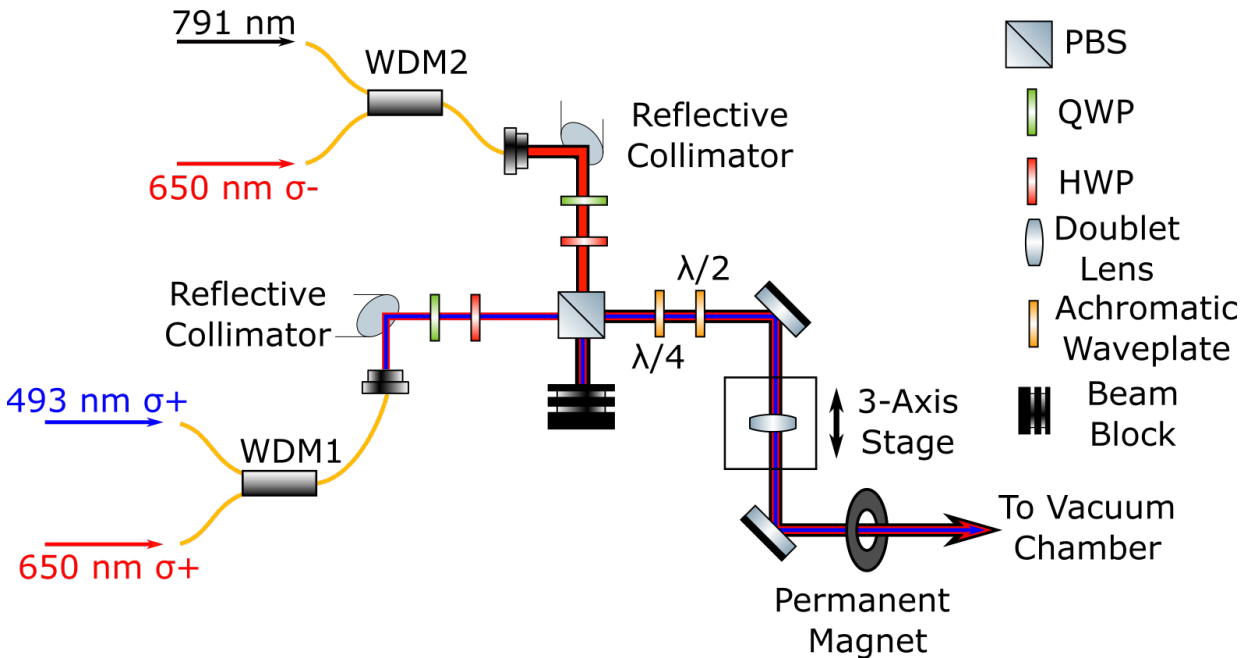 791 nm
WDM2
650 nm σ-
Reflective
Collimator
Reflective
Collimator
493 nm σ+
WDM1
650 nm σ+
λ/2
λ/4
3-Axis
Stage
To Vacuum
Chamber
Permanent
Magnet
PBS
QWP
HWP
Doublet
Lens
Achromatic
Waveplate
Beam
Block